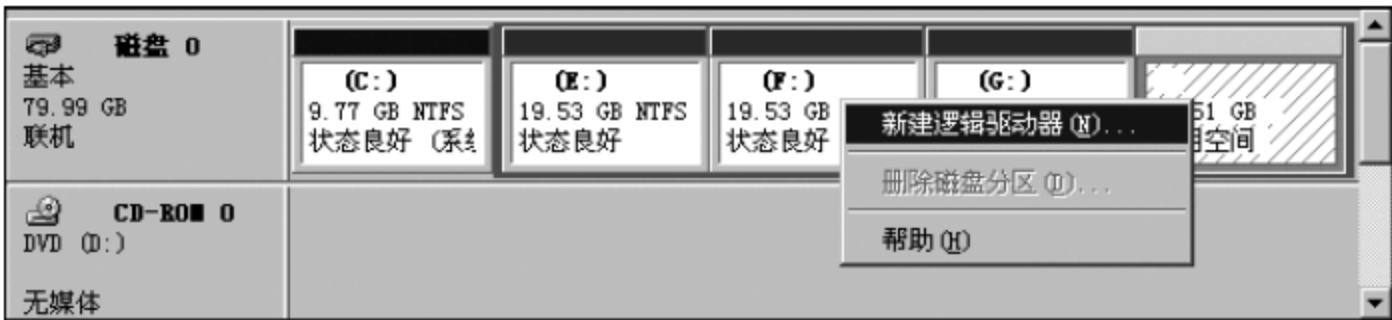 磁盘 0
基本
79.99 GB
联机
(C:)
9.77 GB NTFS
状态良好 (系
(E:)
19.53 GB NTFS
状态良好
(F:)
19.53 GB
状态良好
(G:)
51 GB
空间
新建逻辑驱动器(N)...
删除磁盘分区(D)...
帮助(H)
CD-ROM 0
DVD (D:)
无媒体